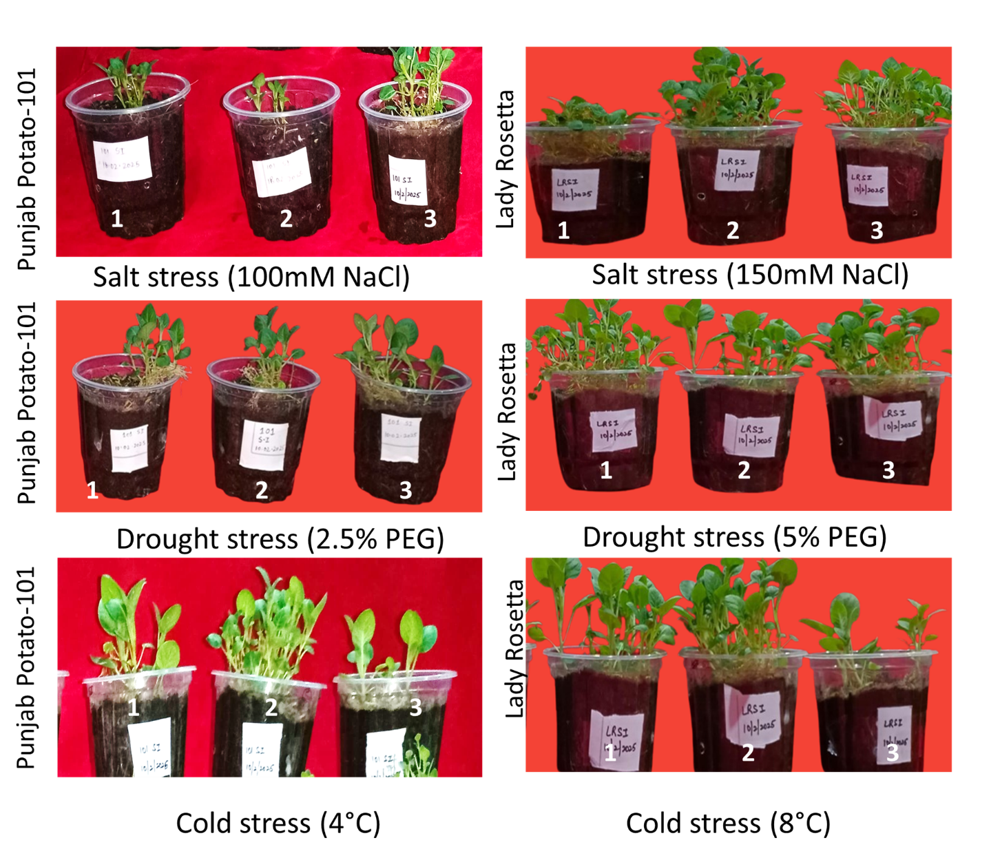 Punjab Potato-101
101 SI
18-02-2025
1
101 SI
2
101 SI
10/2/2025
3
Salt stress (100mM NaCl)
Lady Rosetta
LRSI
10/2/2025
1
LRSI
10/2/2025
2
LRSI
10/2/2025
3
Salt stress (150mM NaCl)
Punjab Potato-101
101 SI
10-02-2025
1
101
S-I
10-02-2025
2
101 SI
10-02-2025
3
Drought stress (2.5% PEG)
Lady Rosetta
LRSI
10/2/2025
1
LRSI
10/2/2025
2
LRSI
10/2/2025
3
Drought stress (5% PEG)
Punjab Potato-101
1
101 SI
10/2/2025
2
101 SI
10/2/2025
3
101 SI
Cold stress (4°C)
Lady Rosetta
LRSI
10/2/2025
1
LRSI
10/2/2025
2
LRSI
10/2/2025
3
Cold stress (8°C)